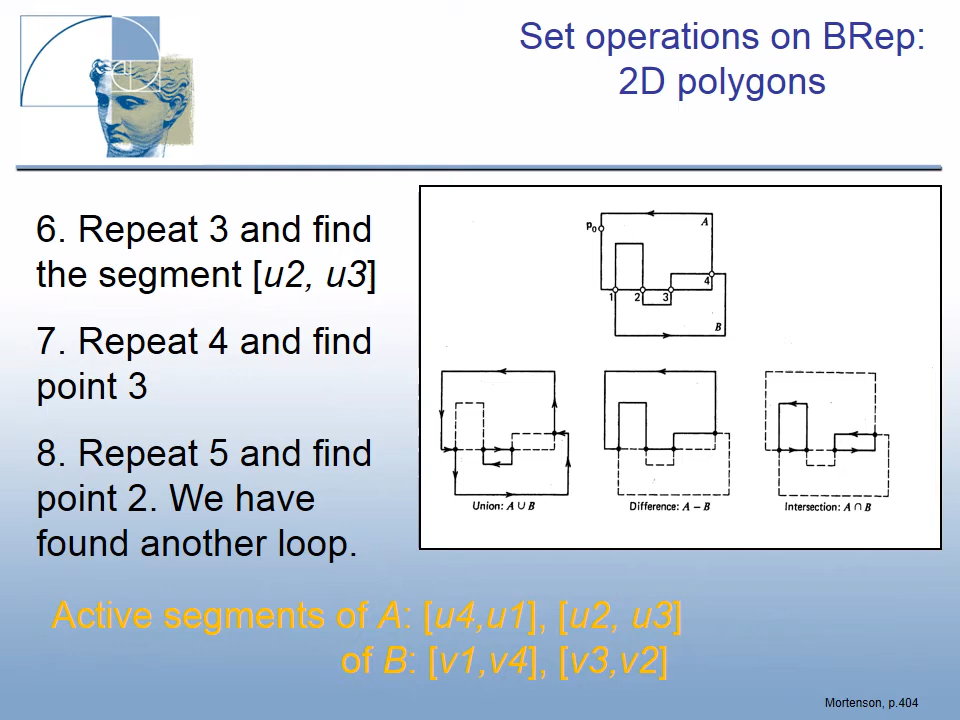 Set operations on BRep:
2D polygons
6. Repeat 3 and find
the segment [u2, u3]
7. Repeat 4 and find
point 3
8. Repeat 5 and find
point 2. We have
found another loop.
P0
A
1
2
3
4
B
Union: A ∪ B
Difference: A − B
Intersection: A ∩ B
Active segments of A: [u4,u1], [u2, u3]
of B: [v1,v4], [v3,v2]
Mortenson, p.404